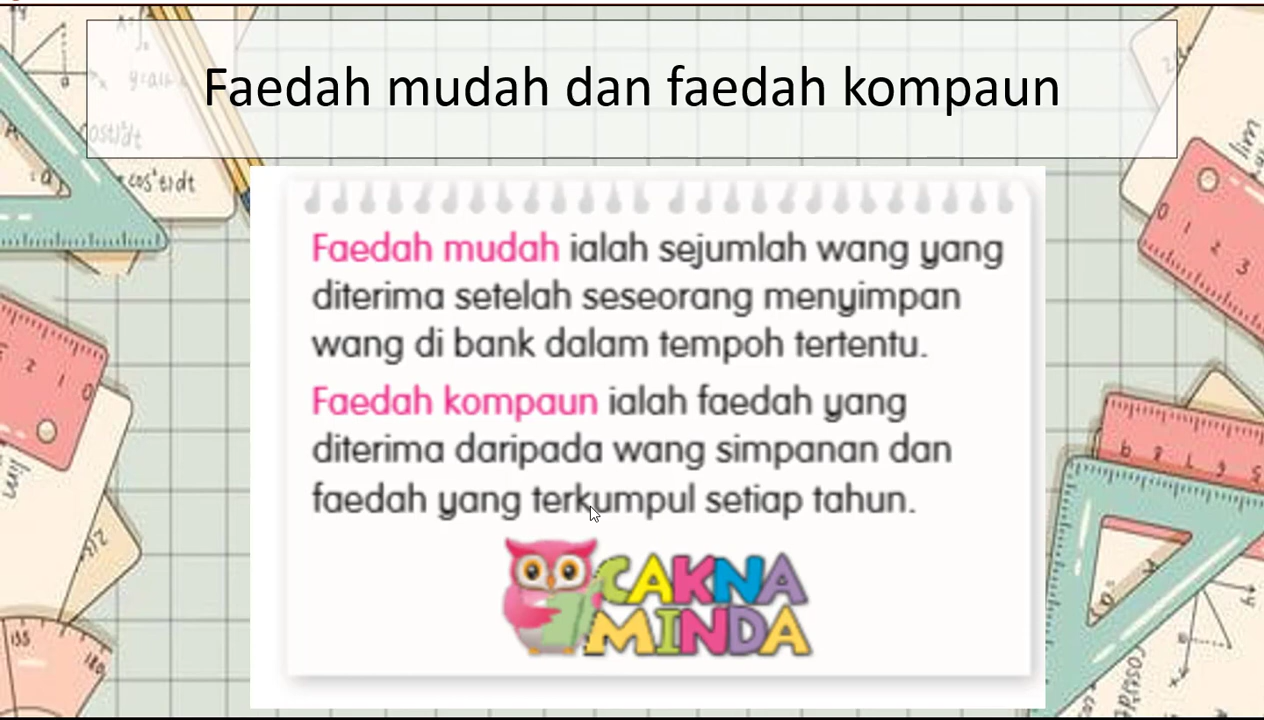 Faedah mudah dan faedah kompaun
Faedah mudah ialah sejumlah wang yang
diterima setelah seseorang menyimpan
wang di bank dalam tempoh tertentu.
Faedah kompaun ialah faedah yang
diterima daripada wang simpanan dan
faedah yang terkumpul setiap tahun.
CAKNA
MINDA